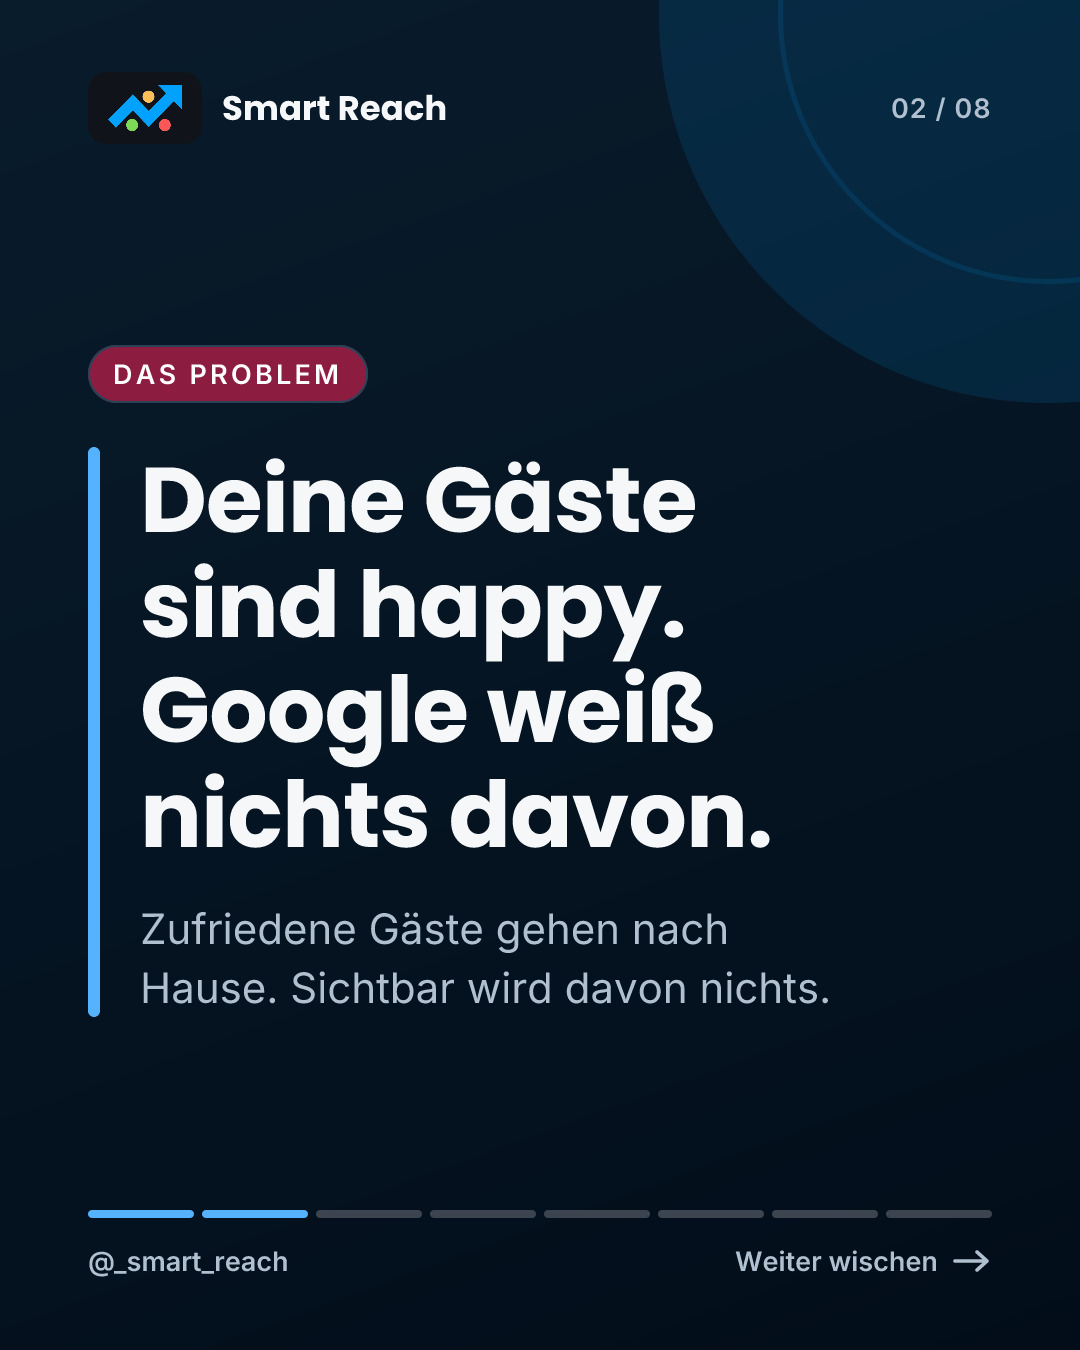 Smart Reach
02 / 08
DAS PROBLEM
Deine Gäste
sind happy.
Google weiß
nichts davon.
Zufriedene Gäste gehen nach
Hause. Sichtbar wird davon nichts.
@_smart_reach
Weiter wischen →